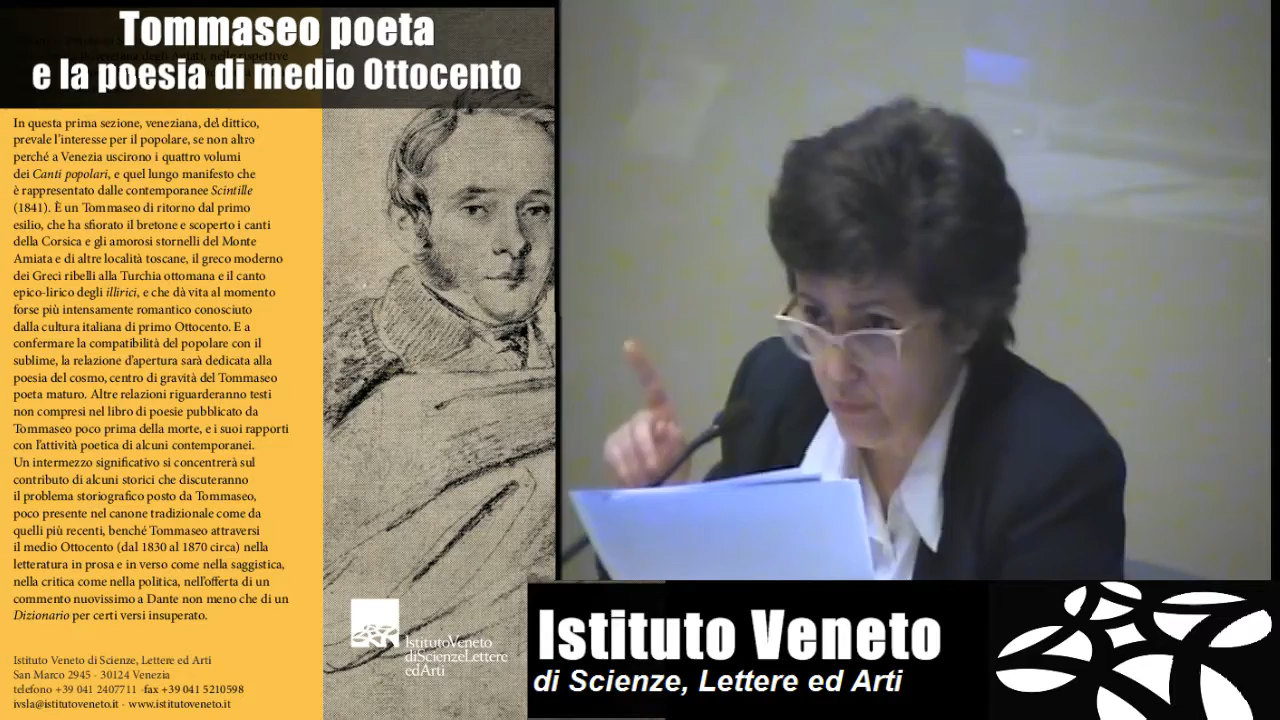 Tommaseo poeta
e la poesia di medio Ottocento
In questa prima sezione, veneziana, del dittico,
prevale l'interesse per il popolare, se non altro
perché a Venezia uscirono i quattro volumi
dei Canti popolari, e quel lungo manifesto che
è rappresentato dalle contemporanee Scintille
(1841). È un Tommaseo di ritorno dal primo
esilio, che ha sfiorato il bretone e scoperto i canti
della Corsica e gli amorosi stornelli del Monte
Amiata e di altre località toscane, il greco moderno
dei Greci ribelli alla Turchia ottomana e il canto
epico-lirico degli illirici, e che dà vita al momento
forse più intensamente romantico conosciuto
dalla cultura italiana di primo Ottocento. E a
confermare la compatibilità del popolare con il
sublime, la relazione d'apertura sarà dedicata alla
poesia del cosmo, centro di gravità del Tommaseo
poeta maturo. Altre relazioni riguarderanno testi
non compresi nel libro di poesie pubblicato da
Tommaseo poco prima della morte, e i suoi rapporti
con l'attività poetica di alcuni contemporanei.
Un intermezzo significativo si concentrerà sul
contributo di alcuni storici che discuteranno
il problema storiografico posto da Tommaseo,
poco presente nel canone tradizionale come da
quelli più recenti, benché Tommaseo attraversi
il medio Ottocento (dal 1830 al 1870 circa) nella
letteratura in prosa e in verso come nella saggistica,
nella critica come nella politica, nell'offerta di un
commento nuovissimo a Dante non meno che di un
Dizionario per certi versi insuperato.
Istituto Veneto di Scienze, Lettere ed Arti
San Marco 2945 - 30124 Venezia
telefono +39 041 2407711 -fax +39 041 5210598
ivsla@istitutoveneto.it - www.istitutoveneto.it
IstitutoVeneto
diScienzeLettere
edArti
Istituto Veneto
di Scienze, Lettere ed Arti